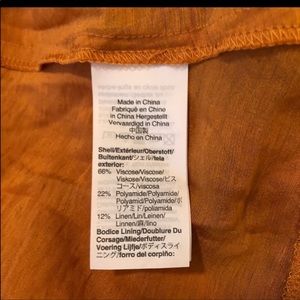 Made in China
Fabriqué en Chine
in China Hergestellt
Vervaardigd in China
中国製
Hecho en China
Shell/Extérieur/Oberstoff/
Buitenkant/シェル/tela
exterior:
66% Viscose/Viscose/
Viskose/Viscose/ビス
コース/viscosa
22% Polyamide/Polyamide/
Polyamid/Polyamide/ポ
リアミド/poliamida
12% Linen/Lin/Leinen/
Linnen/麻/lino
Bodice Lining/Doublure Du
Corsage/Miederfutter/
Voering Lijfje/ボディスライ
ニング/forro del corpiño: